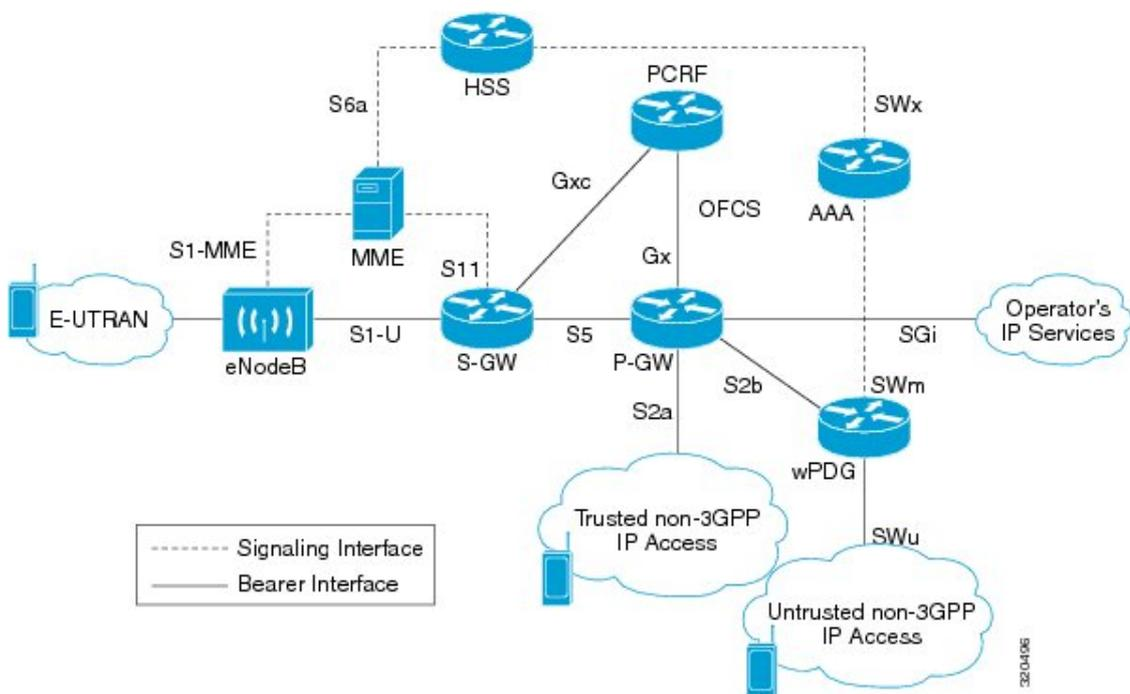 HSS
PCRF
S6a
SWx
Gxc
OFCS
AAA
S1-MME
MME
S11
Gx
E-UTRAN
Operator's
IP Services
S1-U
S5
SGi
eNodeB
S-GW
P-GW
S2b
SWm
S2a
wPDG
Trusted non-3GPP
IP Access
SWu
Signaling Interface
Bearer Interface
Untrusted non-3GPP
IP Access
320496